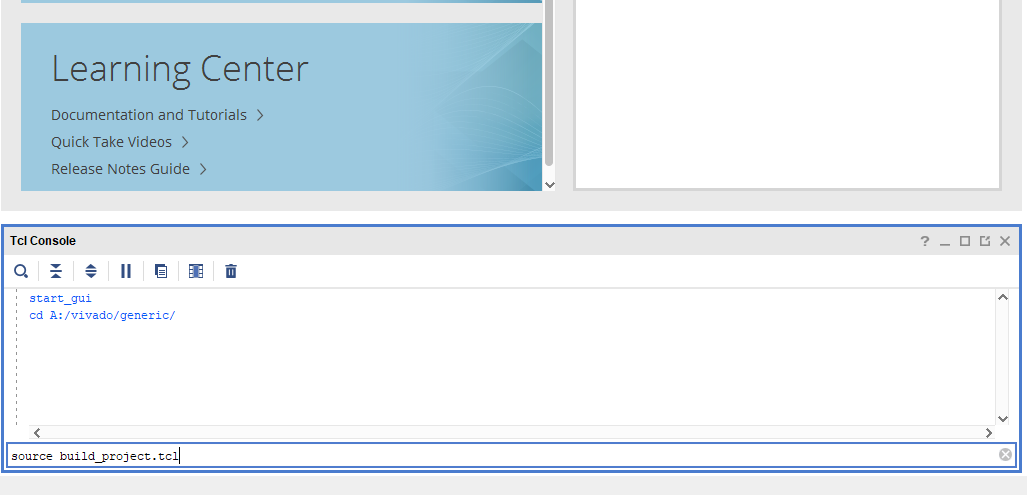 Learning Center
Documentation and Tutorials
Quick Take Videos
Release Notes Guide
Tcl Console
start_gui
cd A:/vivado/generic/
source build_project.tcl